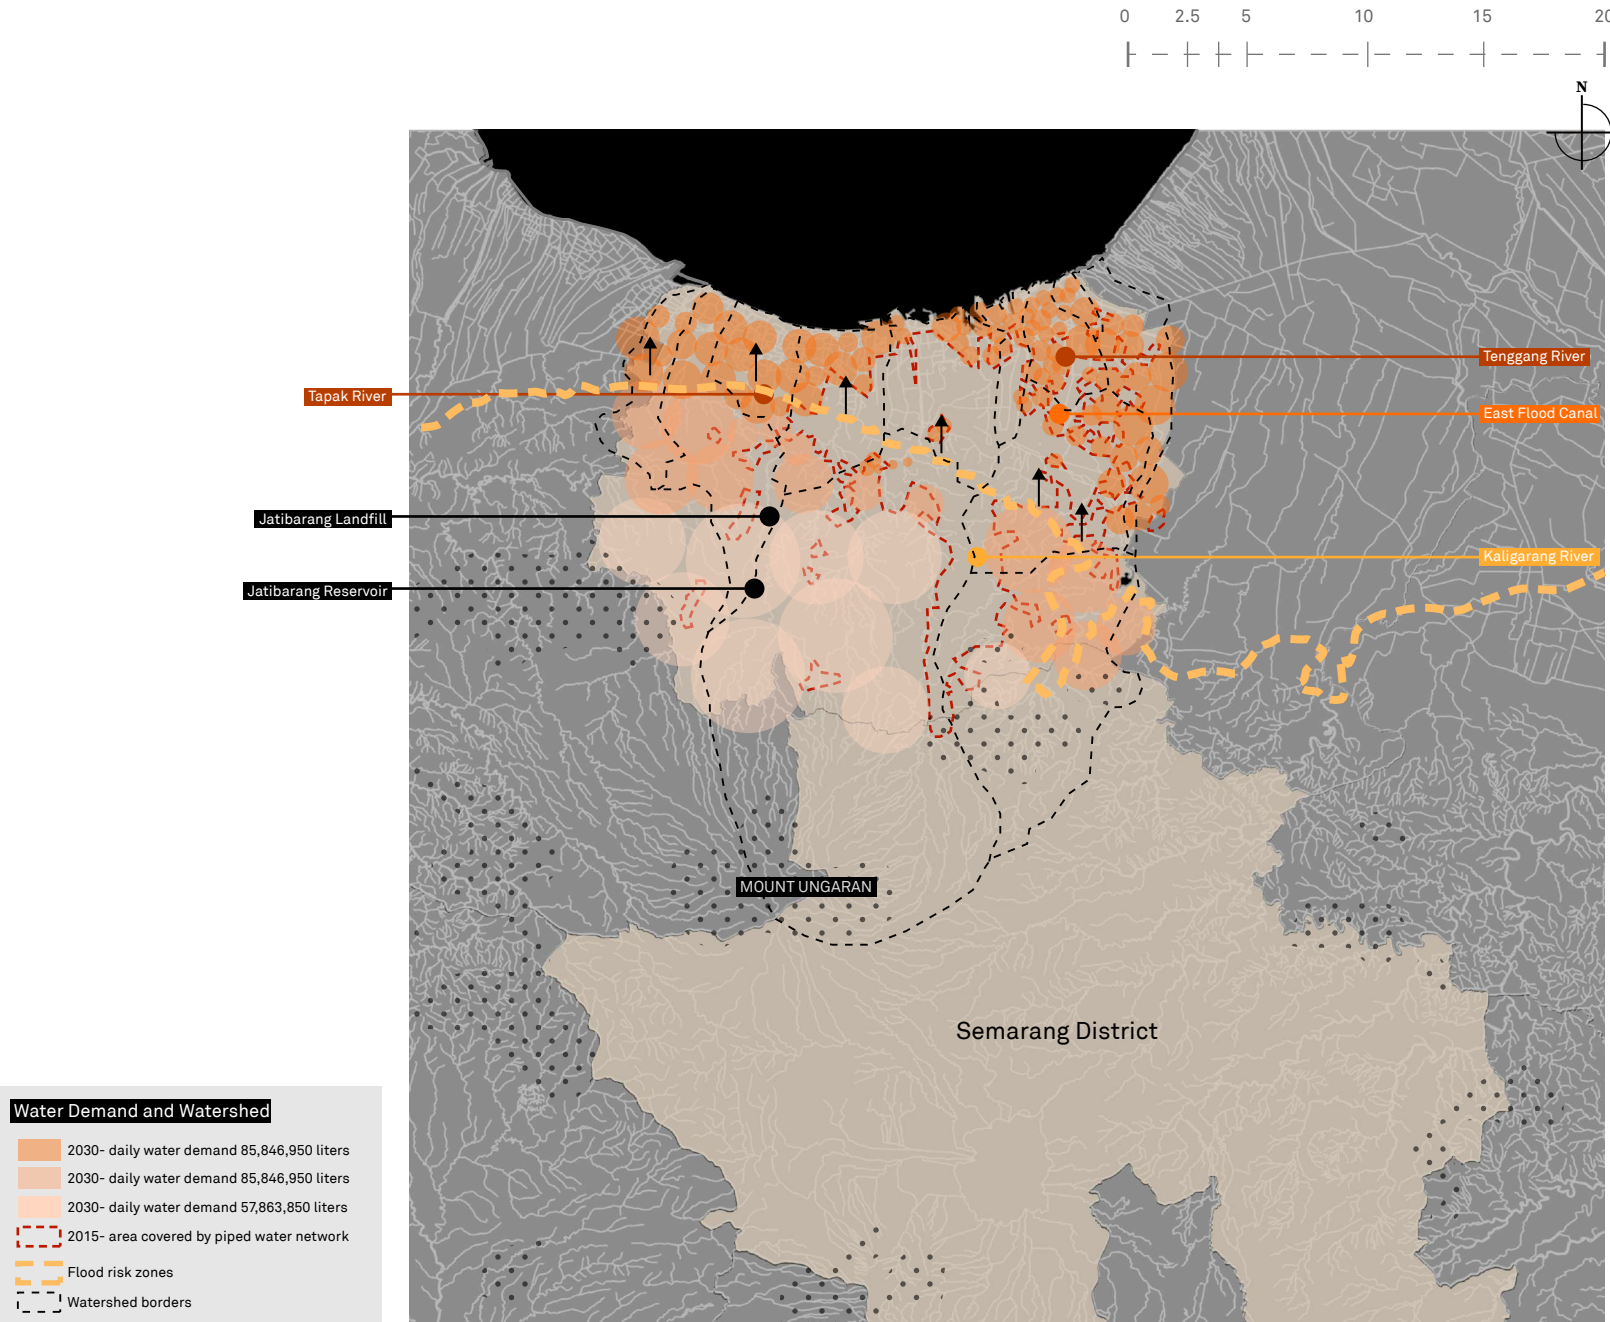 0 2.5 5 10 15 20
N
Tenggang River
Tapak River
East Flood Canal
Jatibarang Landfill
Kaligarang River
Jatibarang Reservoir
MOUNT UNGARAN
Semarang District
Water Demand and Watershed
2030- daily water demand 85,846,950 liters
2030- daily water demand 85,846,950 liters
2030- daily water demand 57,863,850 liters
2015- area covered by piped water network
Flood risk zones
Watershed borders